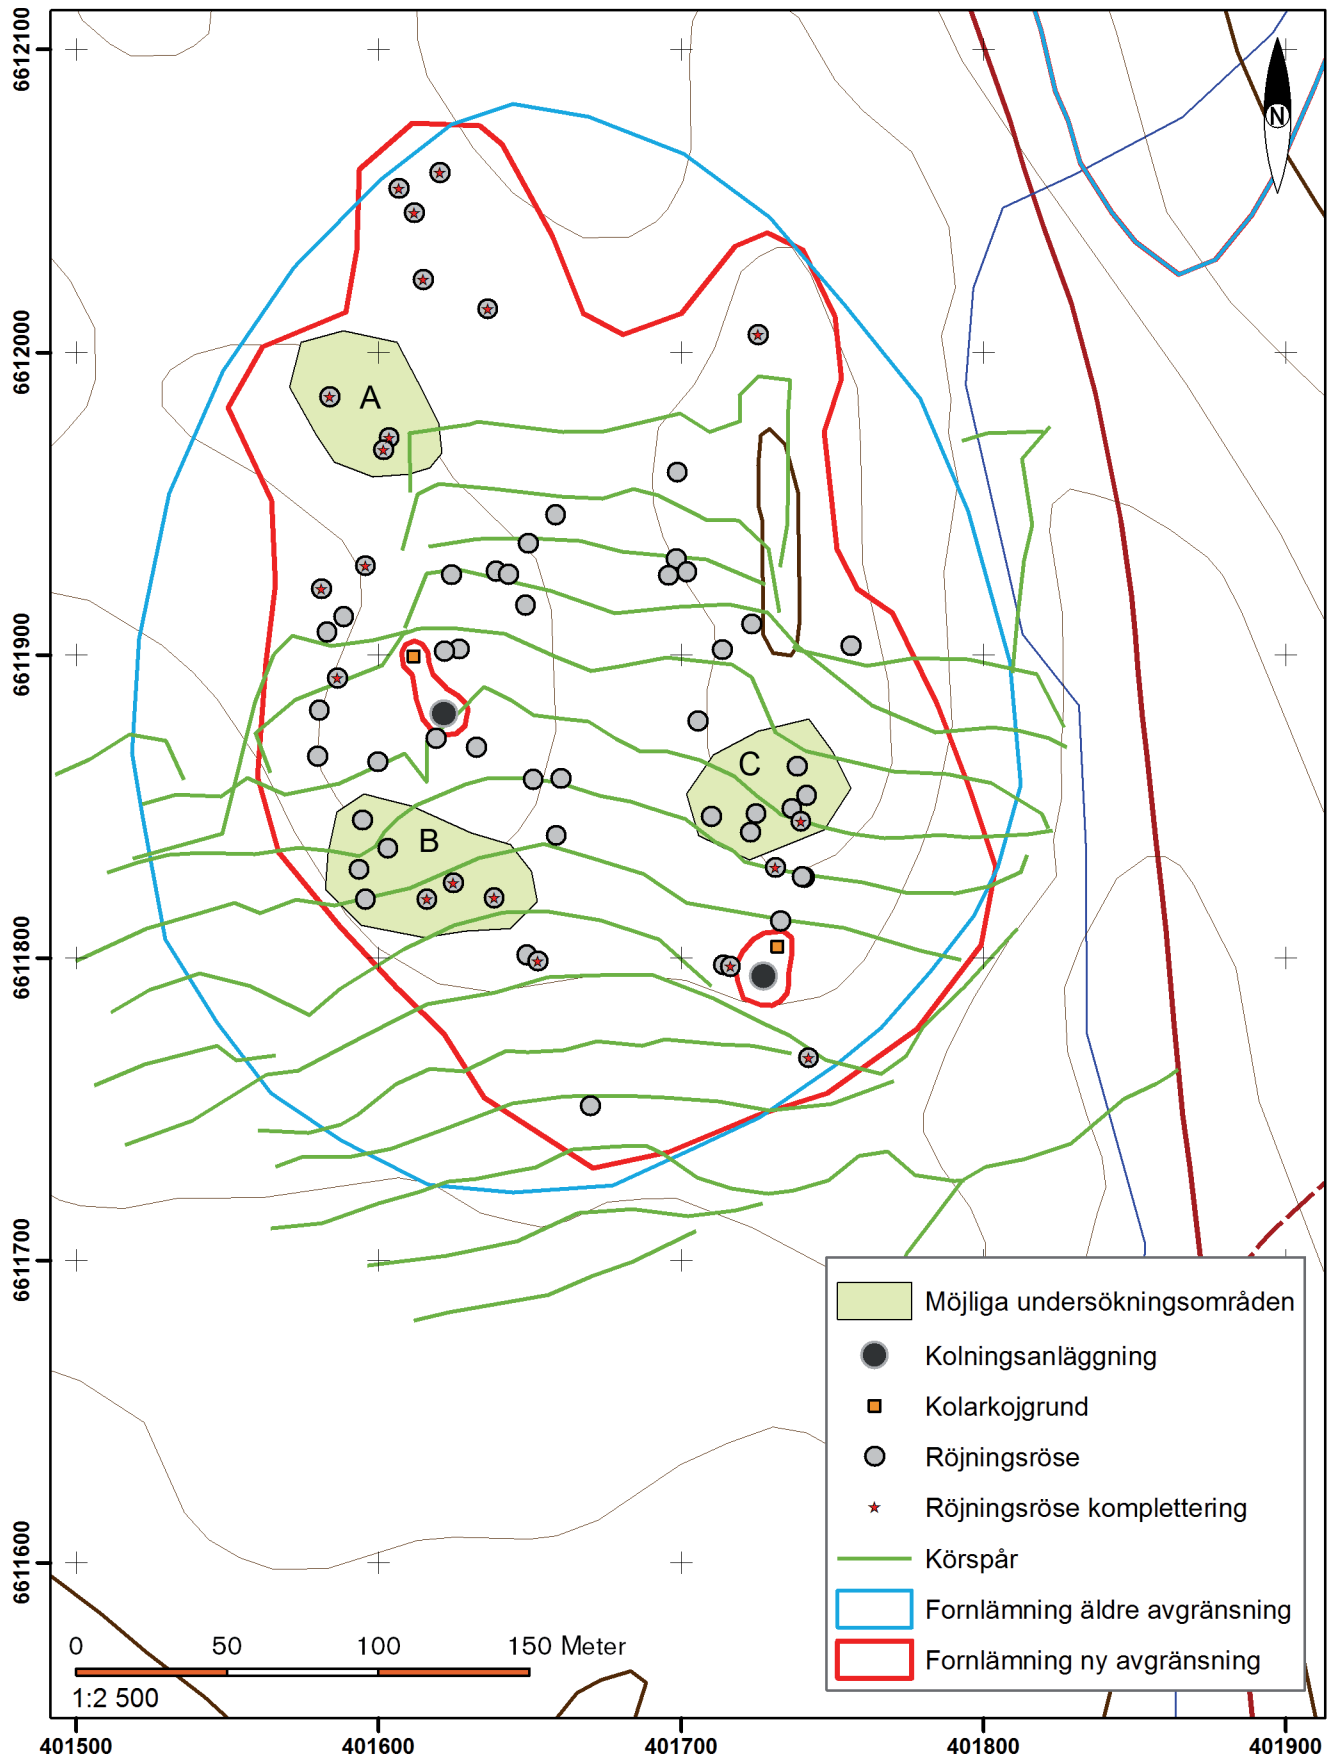 6612100
6612000
6611900
6611800
6611700
6611600
N
A
B
C
Möjliga undersökningsområden
Kolningsanläggning
Kolarkojgrund
Röjningsröse
Röjningsröse komplettering
Körspår
Fornlämning äldre avgränsning
Fornlämning ny avgränsning
0 50 100 150 Meter
1:2 500
401500 401600 401700 401800 401900